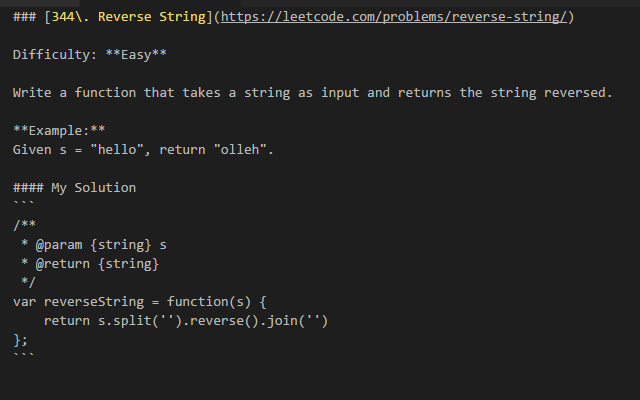 ### [344\. Reverse String](https://leetcode.com/problems/reverse-string/)
Difficulty: **Easy**
Write a function that takes a string as input and returns the string reversed.
**Example:**
Given s = "hello", return "olleh".
#### My Solution
```
/**
 * @param {string} s
 * @return {string}
 */
var reverseString = function(s) {
    return s.split('').reverse().join('')
};
```